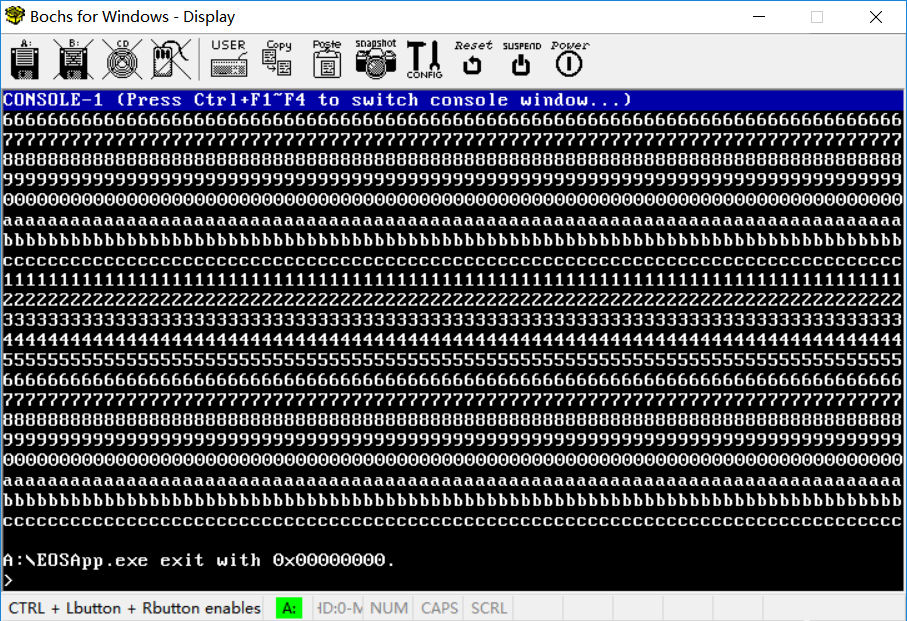 Bochs for Windows - Display
A: B: CD USER Copy Poste snapshot CONFIG Reset SUSPEND Power
CONSOLE-1 (Press Ctrl+F1~F4 to switch console window...)
66666666666666666666666666666666666666666666666666666666666666666666666666666666
77777777777777777777777777777777777777777777777777777777777777777777777777777777
88888888888888888888888888888888888888888888888888888888888888888888888888888888
99999999999999999999999999999999999999999999999999999999999999999999999999999999
00000000000000000000000000000000000000000000000000000000000000000000000000000000
aaaaaaaaaaaaaaaaaaaaaaaaaaaaaaaaaaaaaaaaaaaaaaaaaaaaaaaaaaaaaaaaaaaaaaaaaaaaaaaa
bbbbbbbbbbbbbbbbbbbbbbbbbbbbbbbbbbbbbbbbbbbbbbbbbbbbbbbbbbbbbbbbbbbbbbbbbbbbbbbb
cccccccccccccccccccccccccccccccccccccccccccccccccccccccccccccccccccccccccccccccc
11111111111111111111111111111111111111111111111111111111111111111111111111111111
22222222222222222222222222222222222222222222222222222222222222222222222222222222
33333333333333333333333333333333333333333333333333333333333333333333333333333333
44444444444444444444444444444444444444444444444444444444444444444444444444444444
55555555555555555555555555555555555555555555555555555555555555555555555555555555
66666666666666666666666666666666666666666666666666666666666666666666666666666666
77777777777777777777777777777777777777777777777777777777777777777777777777777777
88888888888888888888888888888888888888888888888888888888888888888888888888888888
99999999999999999999999999999999999999999999999999999999999999999999999999999999
00000000000000000000000000000000000000000000000000000000000000000000000000000000
aaaaaaaaaaaaaaaaaaaaaaaaaaaaaaaaaaaaaaaaaaaaaaaaaaaaaaaaaaaaaaaaaaaaaaaaaaaaaaaa
bbbbbbbbbbbbbbbbbbbbbbbbbbbbbbbbbbbbbbbbbbbbbbbbbbbbbbbbbbbbbbbbbbbbbbbbbbbbbbbb
cccccccccccccccccccccccccccccccccccccccccccccccccccccccccccccccccccccccccccccccc
A:\EOSApp.exe exit with 0x00000000.
>
CTRL + Lbutton + Rbutton enables A: HD:0-M NUM CAPS SCRL